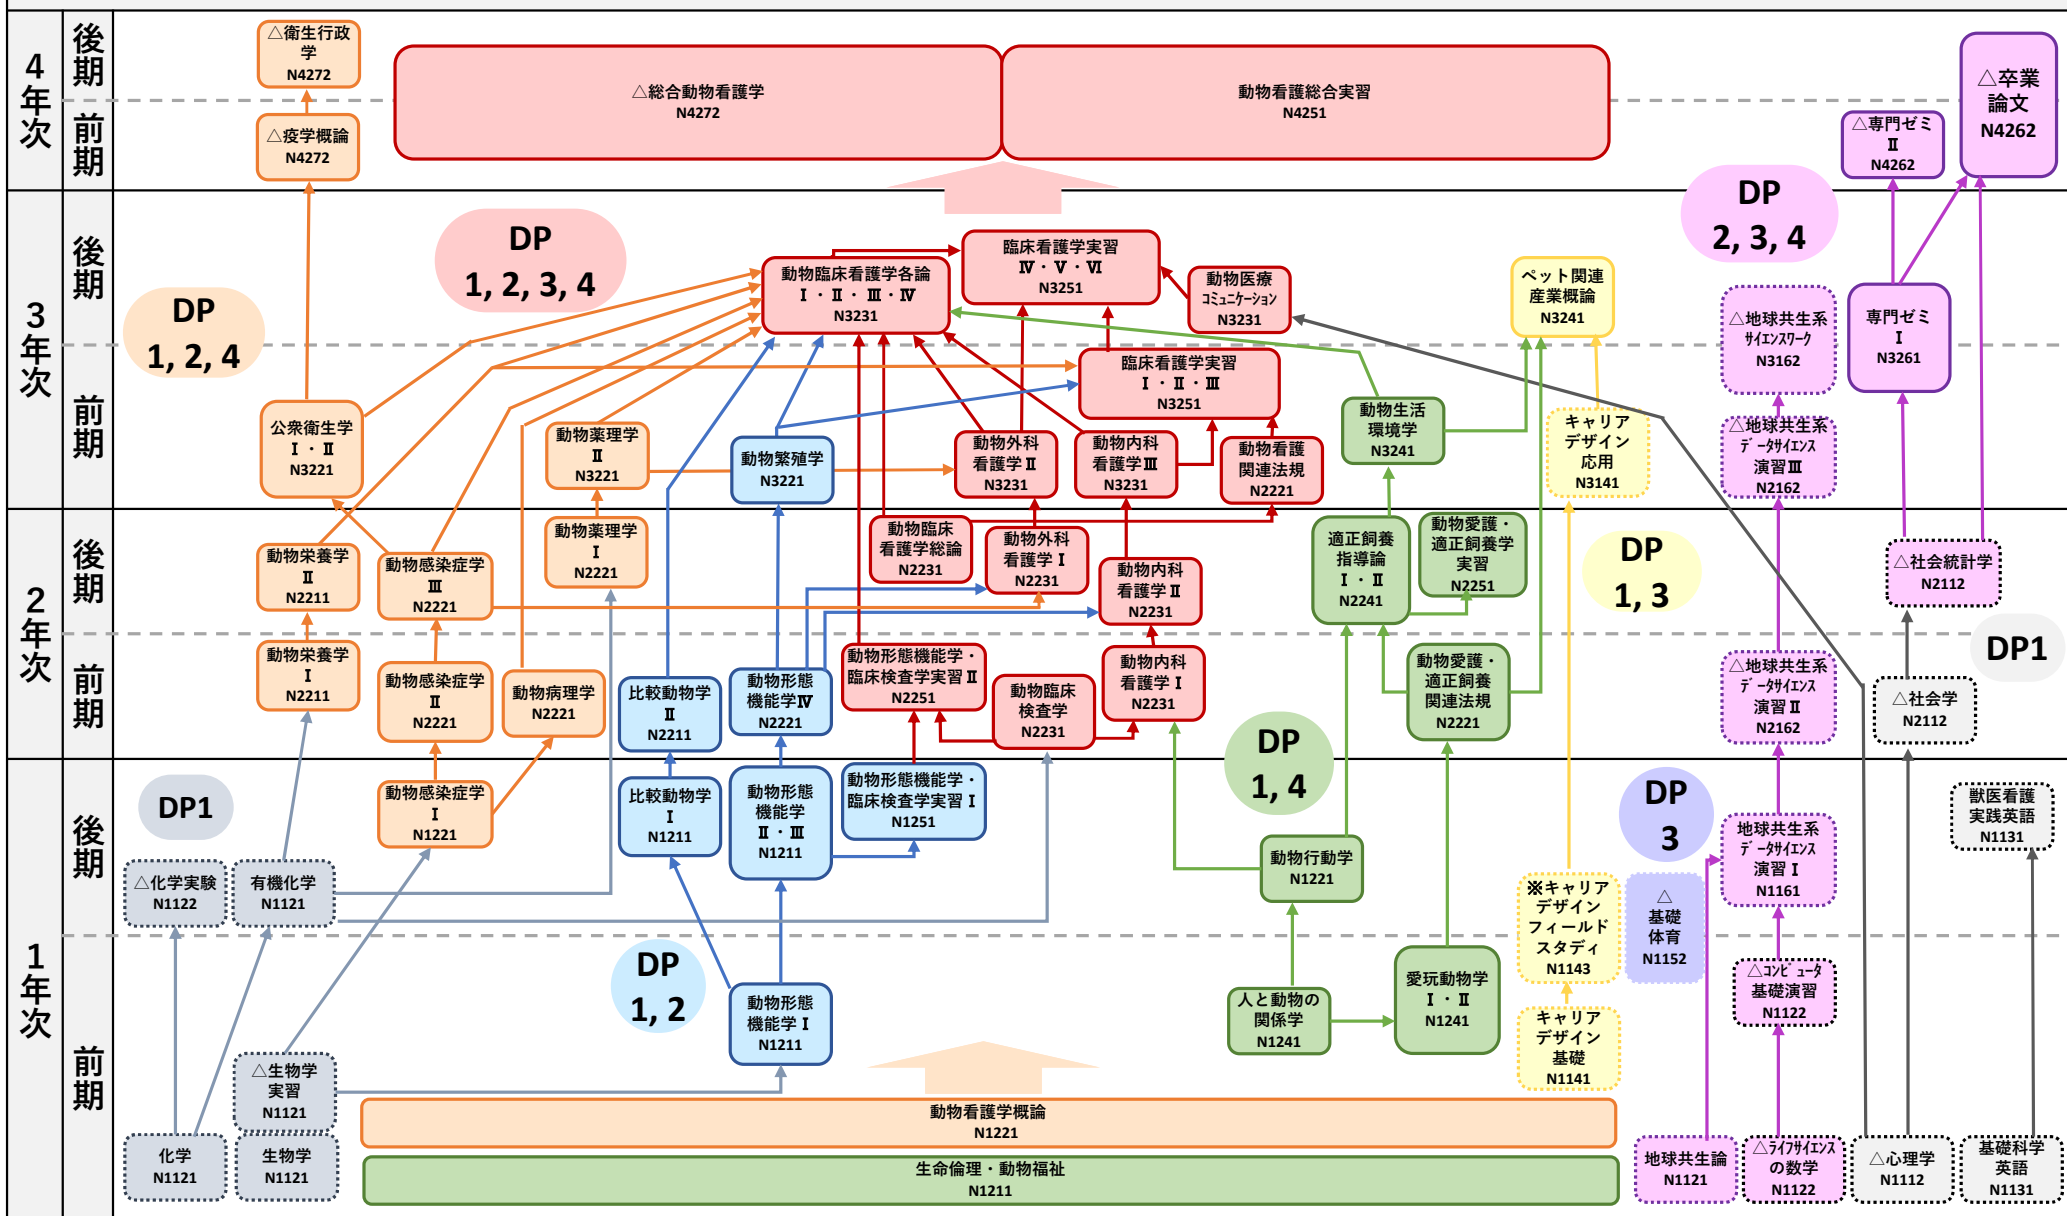 4年次
後期
前期
△衛生行政
学
N4272
△疫学概論
N4272
△総合動物看護学
N4272
動物看護総合実習
N4251
△専門ゼミ
Ⅱ
N4262
△卒業
論文
N4262
3年次
後期
前期
DP
1, 2, 4
DP
1, 2, 3, 4
DP
2, 3, 4
動物臨床看護学各論
Ⅰ・Ⅱ・Ⅲ・Ⅳ
N3231
臨床看護学実習
Ⅳ・Ⅴ・Ⅵ
N3251
動物医療
コミュニケーション
N3231
ペット関連
産業概論
N3241
△地球共生系
サイエンスワーク
N3162
専門ゼミ
Ⅰ
N3261
臨床看護学実習
Ⅰ・Ⅱ・Ⅲ
N3251
公衆衛生学
Ⅰ・Ⅱ
N3221
動物薬理学
Ⅱ
N3221
動物繁殖学
N3221
動物外科
看護学Ⅱ
N3231
動物内科
看護学Ⅲ
N3231
動物看護
関連法規
N2221
動物生活
環境学
N3241
キャリア
デザイン
応用
N3141
△地球共生系
データサイエンス
演習Ⅲ
N2162
2年次
後期
前期
動物栄養学
Ⅱ
N2211
動物感染症学
Ⅲ
N2221
動物薬理学
Ⅰ
N2221
動物臨床
看護学総論
N2231
動物外科
看護学Ⅰ
N2231
動物内科
看護学Ⅱ
N2231
適正飼養
指導論
Ⅰ・Ⅱ
N2241
動物愛護・
適正飼養学
実習
N2251
DP
1, 3
△社会統計学
N2112
DP1
動物栄養学
Ⅰ
N2211
動物感染症学
Ⅱ
N2221
動物病理学
N2221
比較動物学
Ⅱ
N2211
動物形態
機能学Ⅳ
N2221
動物形態機能学・
臨床検査学実習Ⅱ
N2251
動物臨床
検査学
N2231
動物内科
看護学Ⅰ
N2231
動物愛護・
適正飼養
関連法規
N2221
△地球共生系
データサイエンス
演習Ⅱ
N2162
△社会学
N2112
1年次
後期
前期
DP1
動物感染症学
Ⅰ
N1221
比較動物学
Ⅰ
N1211
動物形態
機能学
Ⅱ・Ⅲ
N1211
動物形態機能学・
臨床検査学実習Ⅰ
N1251
DP
1, 4
DP
3
地球共生系
データサイエンス
演習Ⅰ
N1161
獣医看護
実践英語
N1131
△化学実験
N1122
有機化学
N1121
動物行動学
N1221
※キャリア
デザイン
フィールド
スタディ
N1143
△
基礎
体育
N1152
DP
1, 2
動物形態
機能学Ⅰ
N1211
人と動物の
関係学
N1241
愛玩動物学
Ⅰ・Ⅱ
N1241
キャリア
デザイン
基礎
N1141
△コンピュータ
基礎演習
N1122
△生物学
実習
N1121
化学
N1121
生物学
N1121
動物看護学概論
N1221
生命倫理・動物福祉
N1211
地球共生論
N1121
△ライフサイエンス
の数学
N1122
△心理学
N1112
基礎科学
英語
N1131